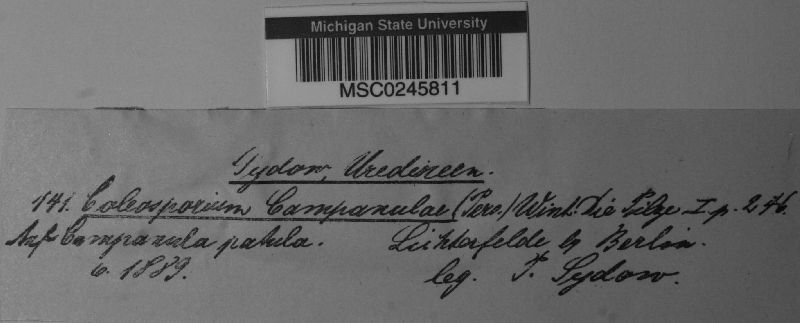 Michigan State University
MSC0245811
Sydow, Uredineen.
141. Coleosporium Campanulae (Pers.) Wint. Die Pilze I. p. 246.
Auf Campanula patula. Lichterfelde b. Berlin.
6. 1889. leg. P. Sydow.